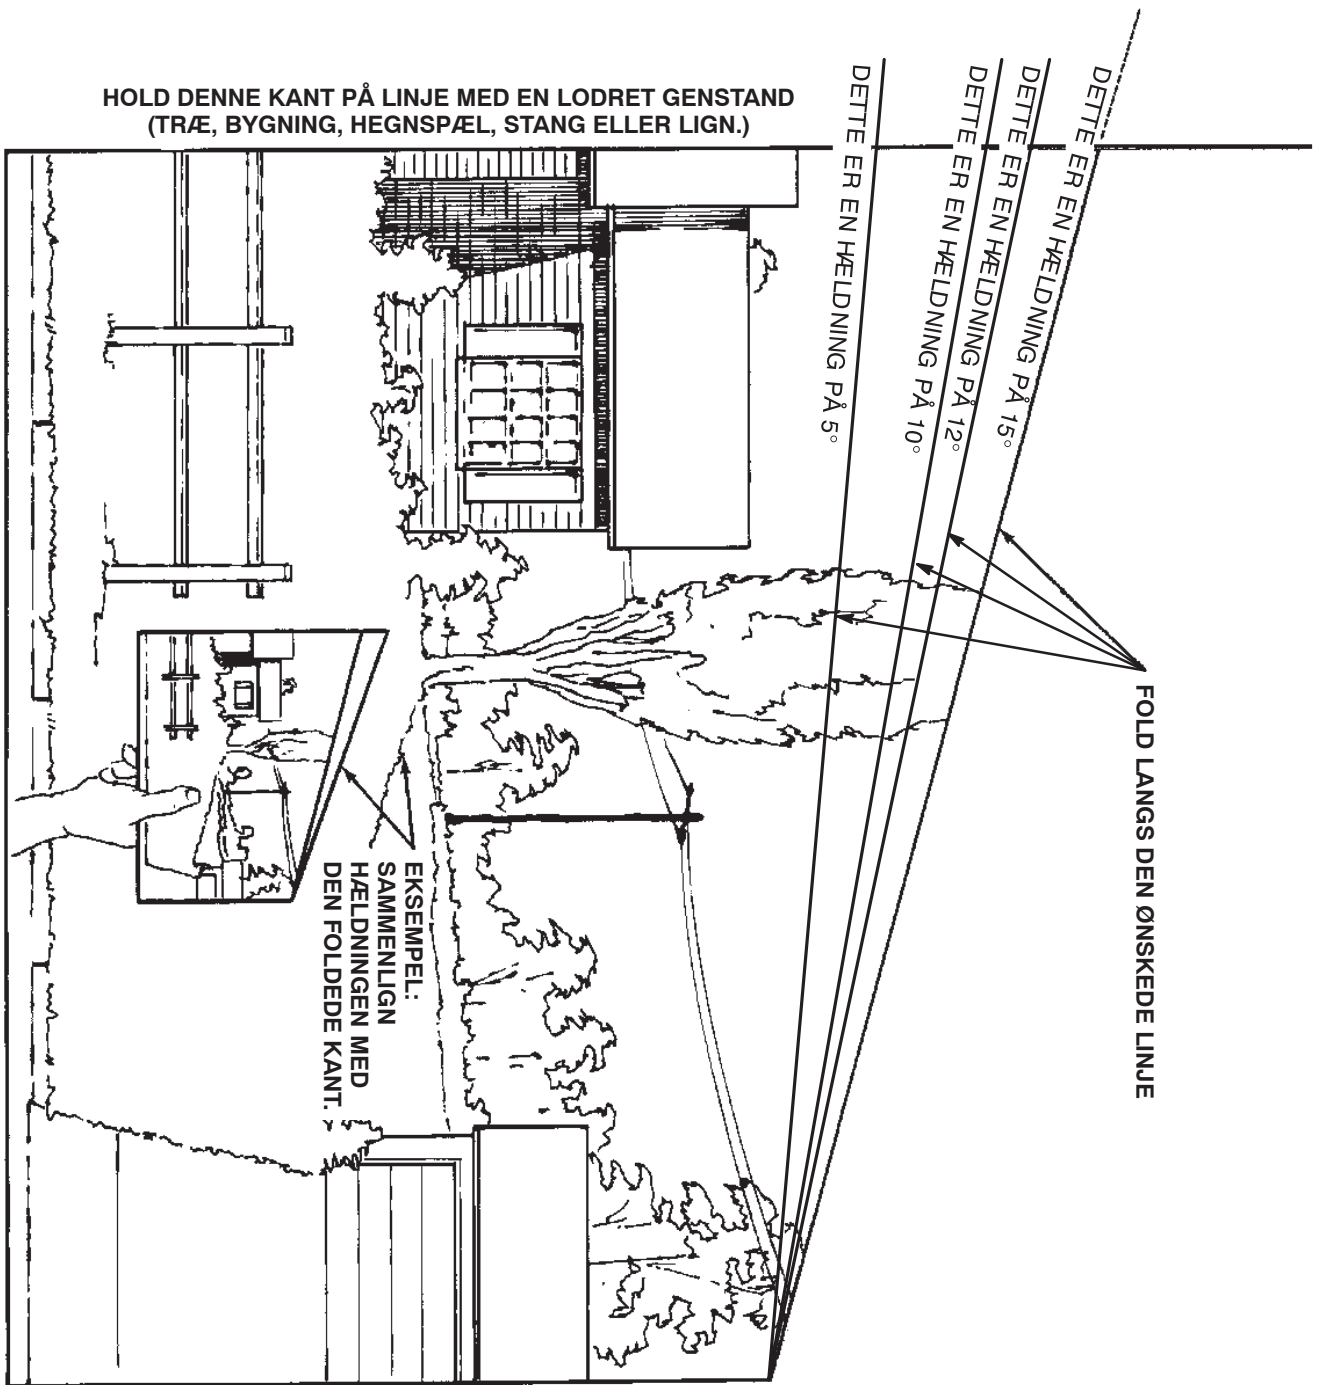 HOLD DENNE KANT PÅ LINJE MED EN LODRET GENSTAND
(TRÆ, BYGNING, HEGNSPÆL, STANG ELLER LIGN.)
DETTE ER EN HÆLDNING PÅ 15°
DETTE ER EN HÆLDNING PÅ 12°
DETTE ER EN HÆLDNING PÅ 10°
DETTE ER EN HÆLDNING PÅ 5°
FOLD LANGS DEN ØNSKEDE LINJE
EKSEMPEL:
SAMMENLIGN
HÆLDNINGEN MED
DEN FOLDEDE KANT.